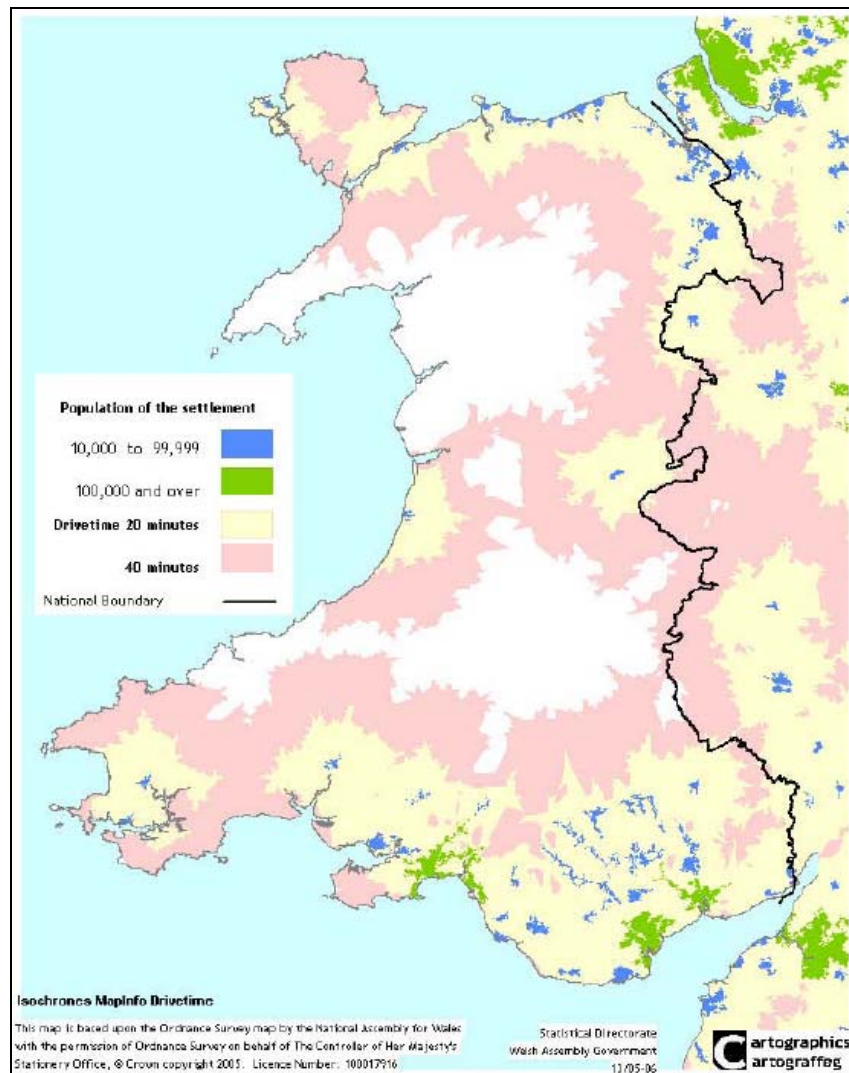 Population of the settlement
10,000 to 99,999
100,000 and over
Drivetime 20 minutes
40 minutes
National Boundary
Isochrones MapInfo Drivetime
This map is based upon the Ordnance Survey map by the National Assembly for Wales
with the permission of Ordnance Survey on behalf of The Controller of Her Majesty's
Stationery Office, © Crown copyright 2005. Licence Number: 100017916
Statistical Directorate
Welsh Assembly Government
11/05/06
C artographics
artograffeg